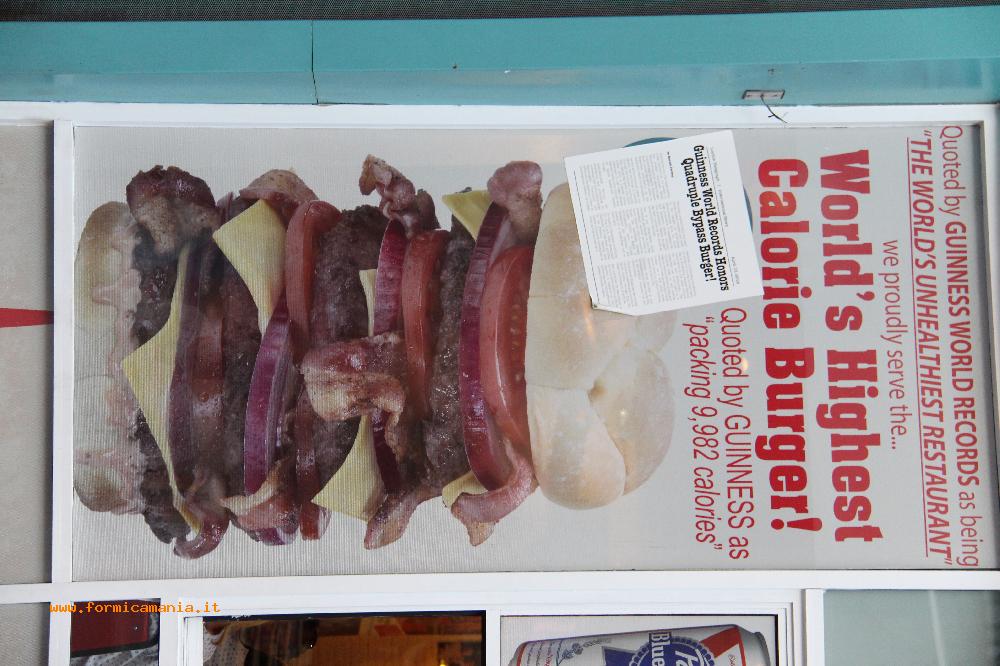 Quoted by GUINNESS WORLD RECORDS as being
"THE WORLD'S UNHEALTHIEST RESTAURANT"
we proudly serve the...
World's Highest
Calorie Burger!
Quoted by GUINNESS as
"packing 9,982 calories"
Guinness World Records Honors
Quadruple Bypass Burger!
Blue
www.formicamania.it